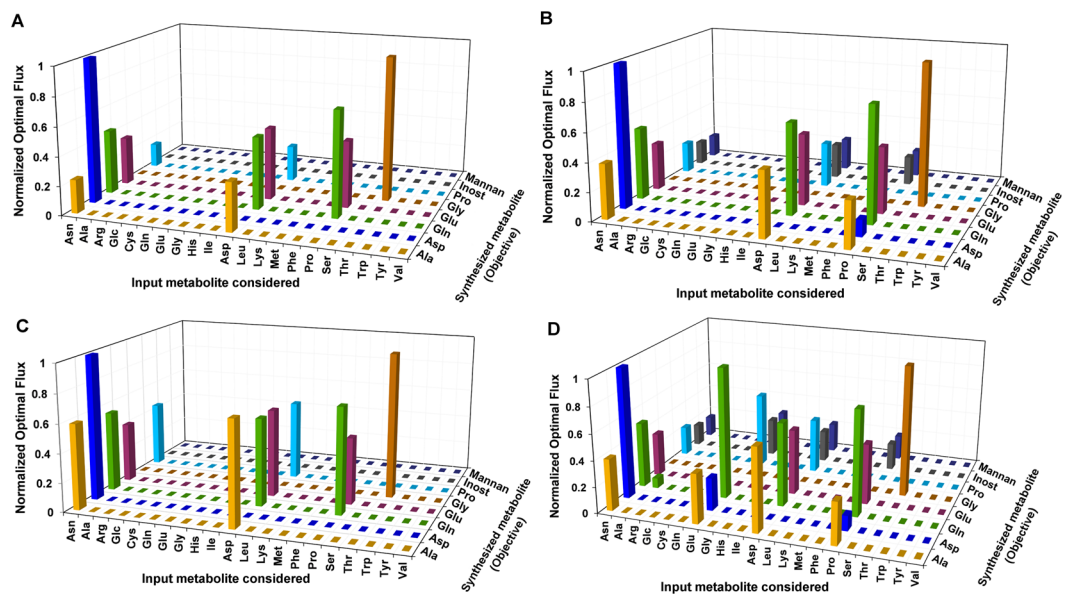 A
Normalized Optimal Flux
1
0.8
0.6
0.4
0.2
0
Asn
Ala
Arg
Glc
Cys
Gln
Glu
Gly
His
Ile
Asp
Leu
Lys
Met
Phe
Pro
Ser
Thr
Trp
Tyr
Val
Input metabolite considered
Mannan
Inost
Pro
Gly
Glu
Gln
Asp
Ala
Synthesized metabolite
(Objective)
B
Normalized Optimal Flux
1
0.8
0.6
0.4
0.2
0
Asn
Ala
Arg
Glc
Cys
Gln
Glu
Gly
His
Ile
Asp
Leu
Lys
Met
Phe
Pro
Ser
Thr
Trp
Tyr
Val
Input metabolite considered
Mannan
Inost
Pro
Gly
Glu
Gln
Asp
Ala
Synthesized metabolite
(Objective)
C
Normalized Optimal Flux
1
0.8
0.6
0.4
0.2
0
Asn
Ala
Arg
Glc
Cys
Gln
Glu
Gly
His
Ile
Asp
Leu
Lys
Met
Phe
Pro
Ser
Thr
Trp
Tyr
Val
Input metabolite considered
Mannan
Inost
Pro
Gly
Glu
Gln
Asp
Ala
Synthesized metabolite
(Objective)
D
Normalized Optimal Flux
1
0.8
0.6
0.4
0.2
0
Asn
Ala
Arg
Glc
Cys
Gln
Glu
Gly
His
Ile
Asp
Leu
Lys
Met
Phe
Pro
Ser
Thr
Trp
Tyr
Val
Input metabolite considered
Mannan
Inost
Pro
Gly
Glu
Gln
Asp
Ala
Synthesized metabolite
(Objective)